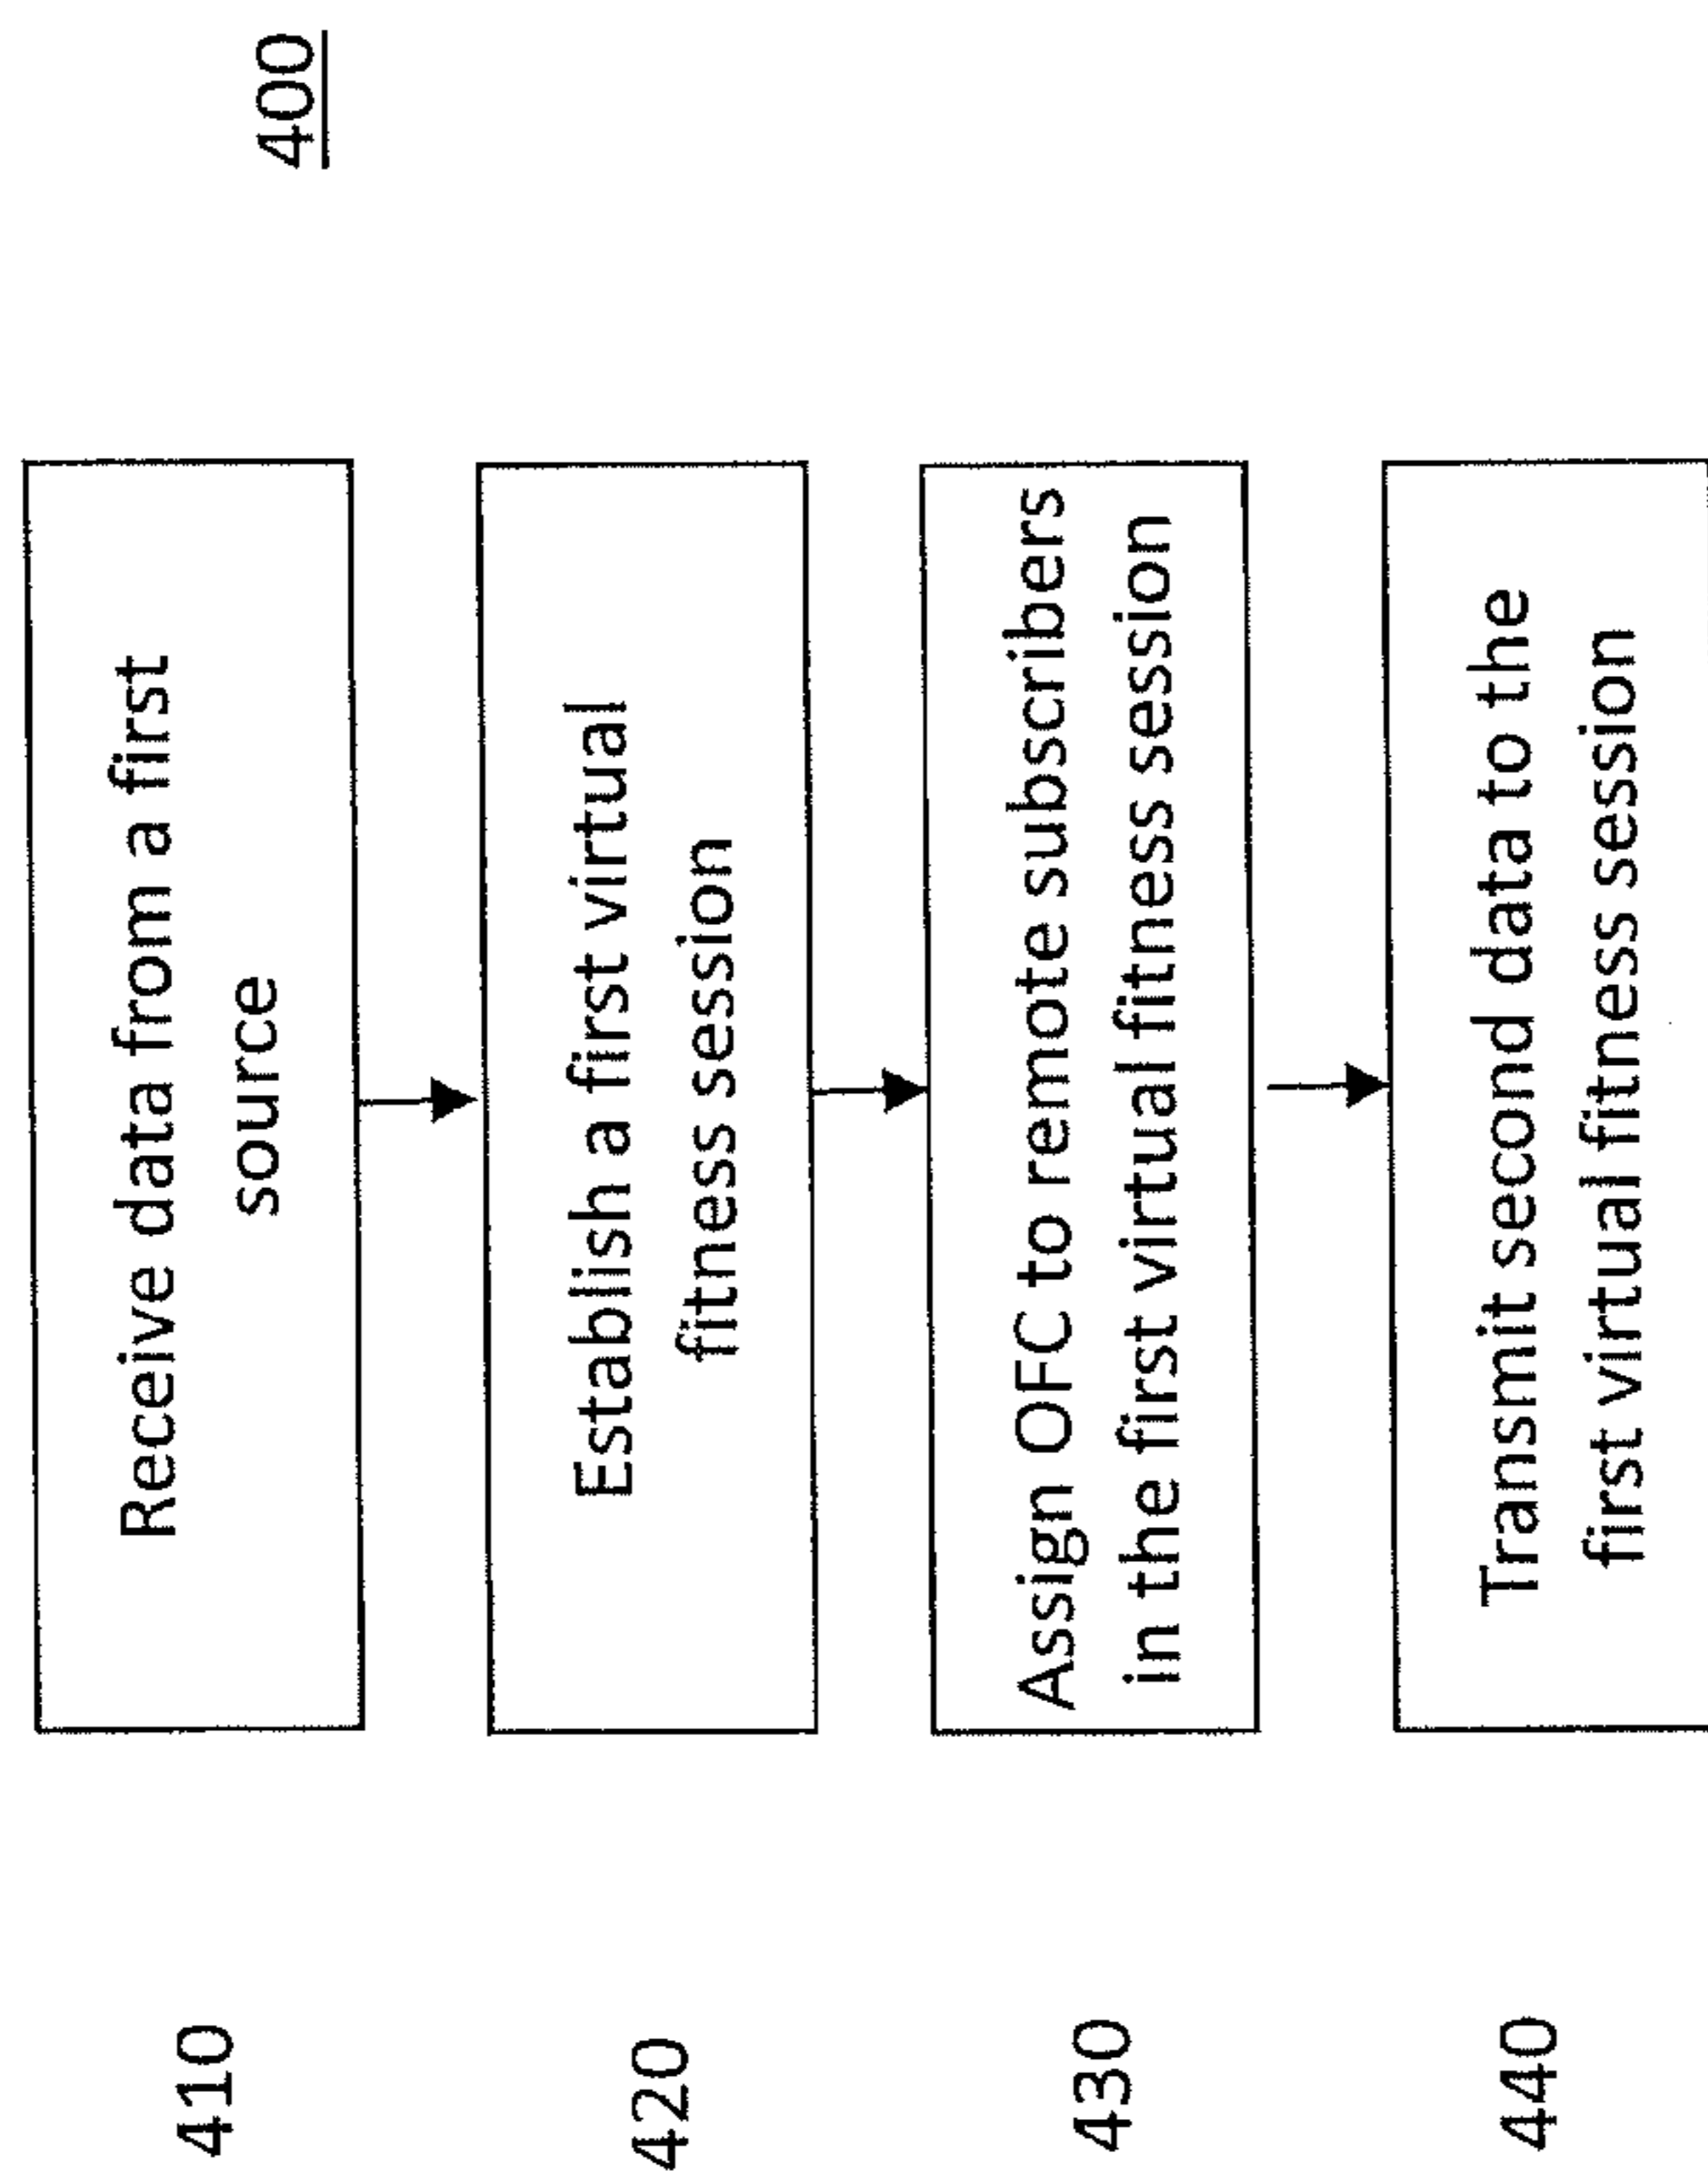 400
410
Receive data from a first
source
420
Establish a first virtual
fitness session
430
Assign OFC to remote subscribers
in the first virtual fitness session
440
Transmit second data to the
first virtual fitness session